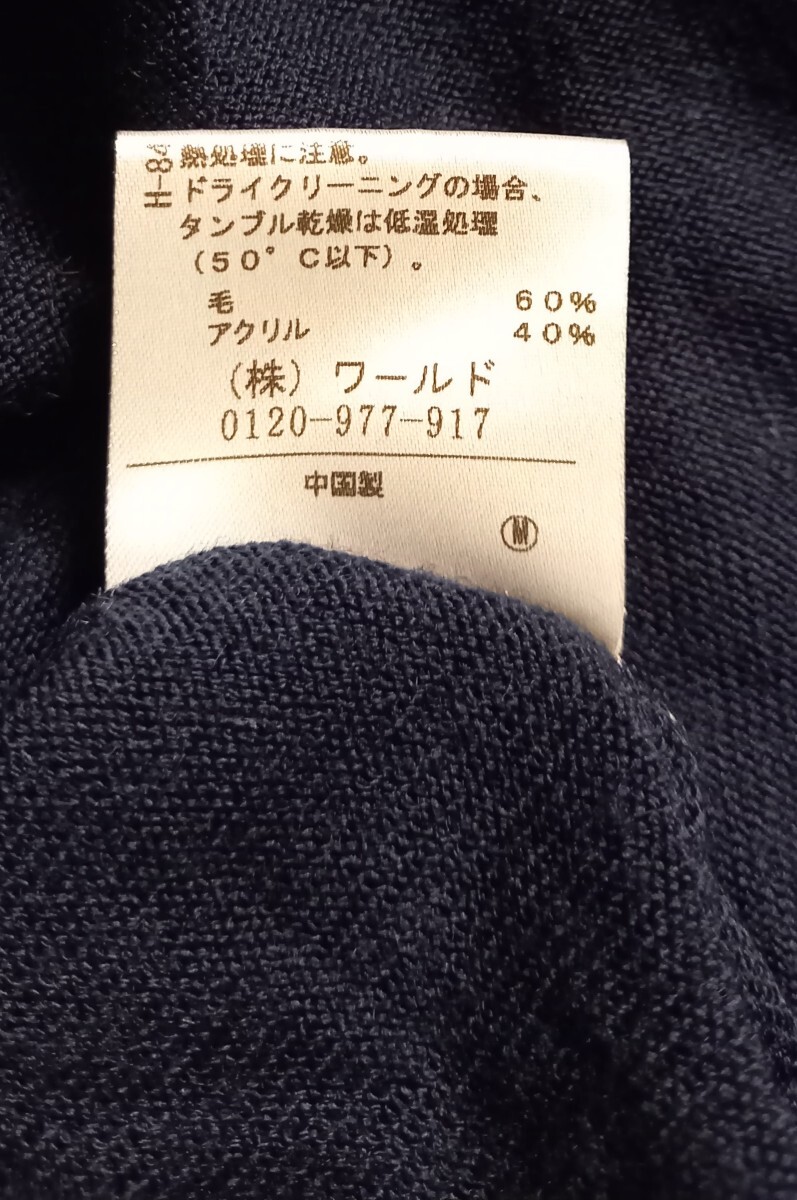 熱処理に注意。
ドライクリーニングの場合、
タンブル乾燥は低温処理
(50°C以下)。
毛 60%
アクリル 40%
(株)ワールド
0120-977-917
中国製
Ⓜ